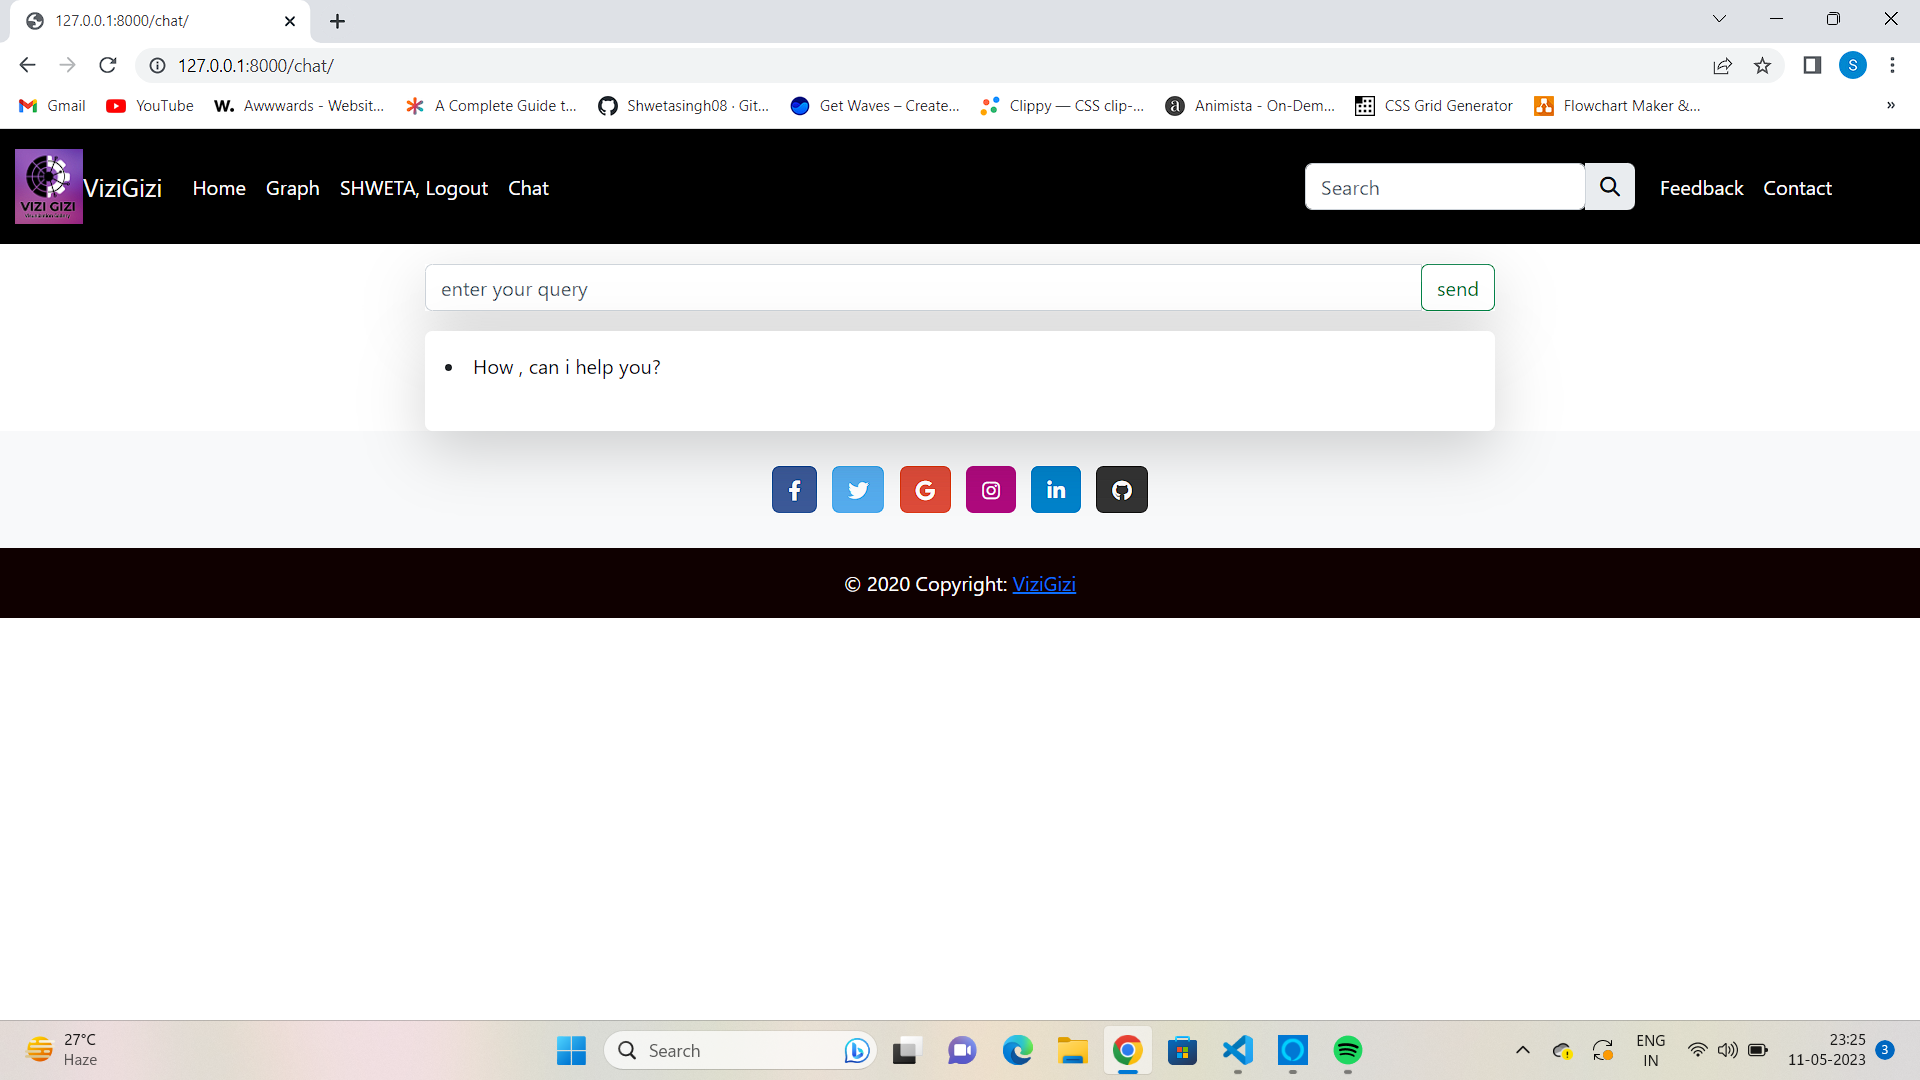 127.0.0.1:8000/chat/
127.0.0.1:8000/chat/
S
Gmail YouTube W. Awwwards - Websit... A Complete Guide t... Shwetasingh08 · Git... Get Waves – Create... Clippy — CSS clip-... a Animista - On-Dem... CSS Grid Generator Flowchart Maker &... »
VIZI GIZI
ViziGizi Home Graph SHWETA, Logout Chat Search Feedback Contact
enter your query send
How , can i help you?
© 2020 Copyright: ViziGizi
27°C
Haze
Search
ENG
IN
23:25
11-05-2023
3